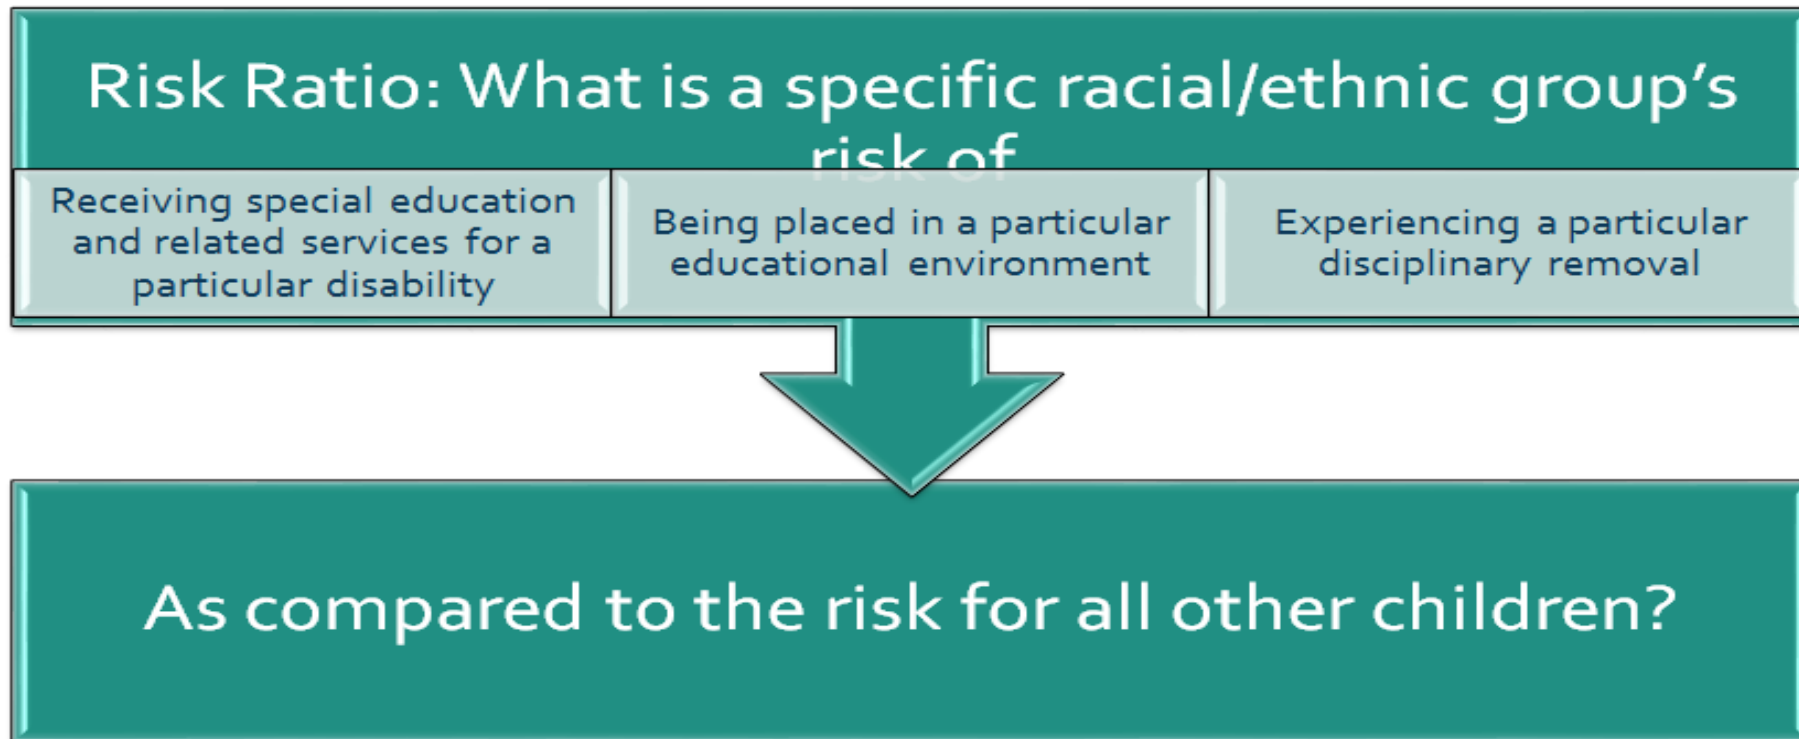 Risk Ratio: What is a specific racial/ethnic group’s
risk of
Receiving special education
and related services for a
particular disability
Being placed in a particular
educational environment
Experiencing a particular
disciplinary removal
As compared to the risk for all other children?